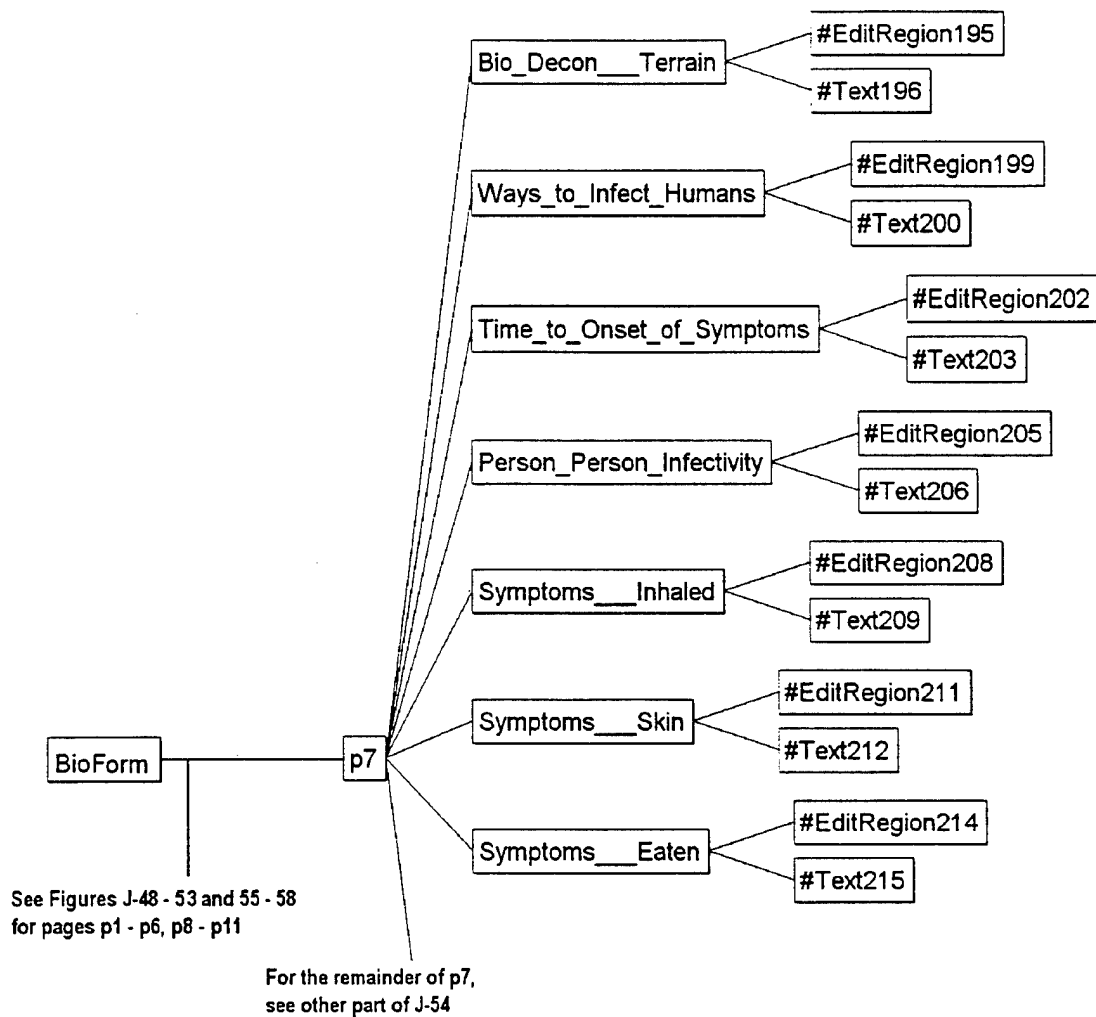 #EditRegion195
Bio_Decon___Terrain
#Text196
#EditRegion199
Ways_to_Infect_Humans
#Text200
#EditRegion202
Time_to_Onset_of_Symptoms
#Text203
#EditRegion205
Person_Person_Infectivity
#Text206
#EditRegion208
Symptoms___Inhaled
#Text209
#EditRegion211
Symptoms___Skin
#Text212
BioForm
p7
#EditRegion214
Symptoms___Eaten
#Text215
See Figures J-48 - 53 and 55 - 58
for pages p1 - p6, p8 - p11
For the remainder of p7,
see other part of J-54